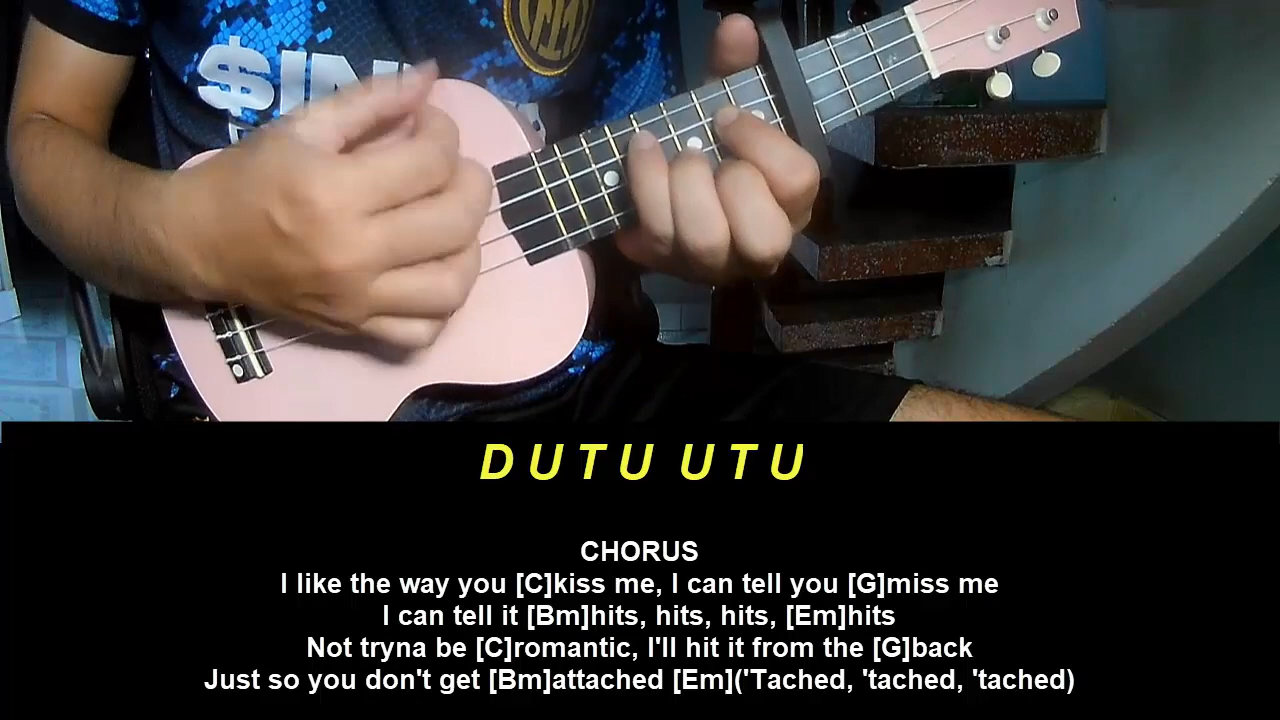 $IN
D U T U U T U
CHORUS
I like the way you [C]kiss me, I can tell you [G]miss me
I can tell it [Bm]hits, hits, hits, [Em]hits
Not tryna be [C]romantic, I'll hit it from the [G]back
Just so you don't get [Bm]attached [Em]('Tached, 'tached, 'tached)